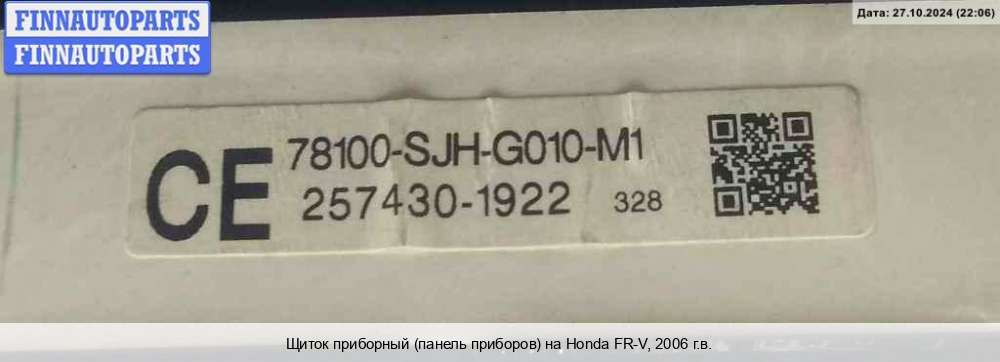 FINNAUTOPARTS
FINNAUTOPARTS
Дата: 27.10.2024 (22:06)
CE
78100-SJH-G010-M1
257430-1922 328
Щиток приборный (панель приборов) на Honda FR-V, 2006 г.в.